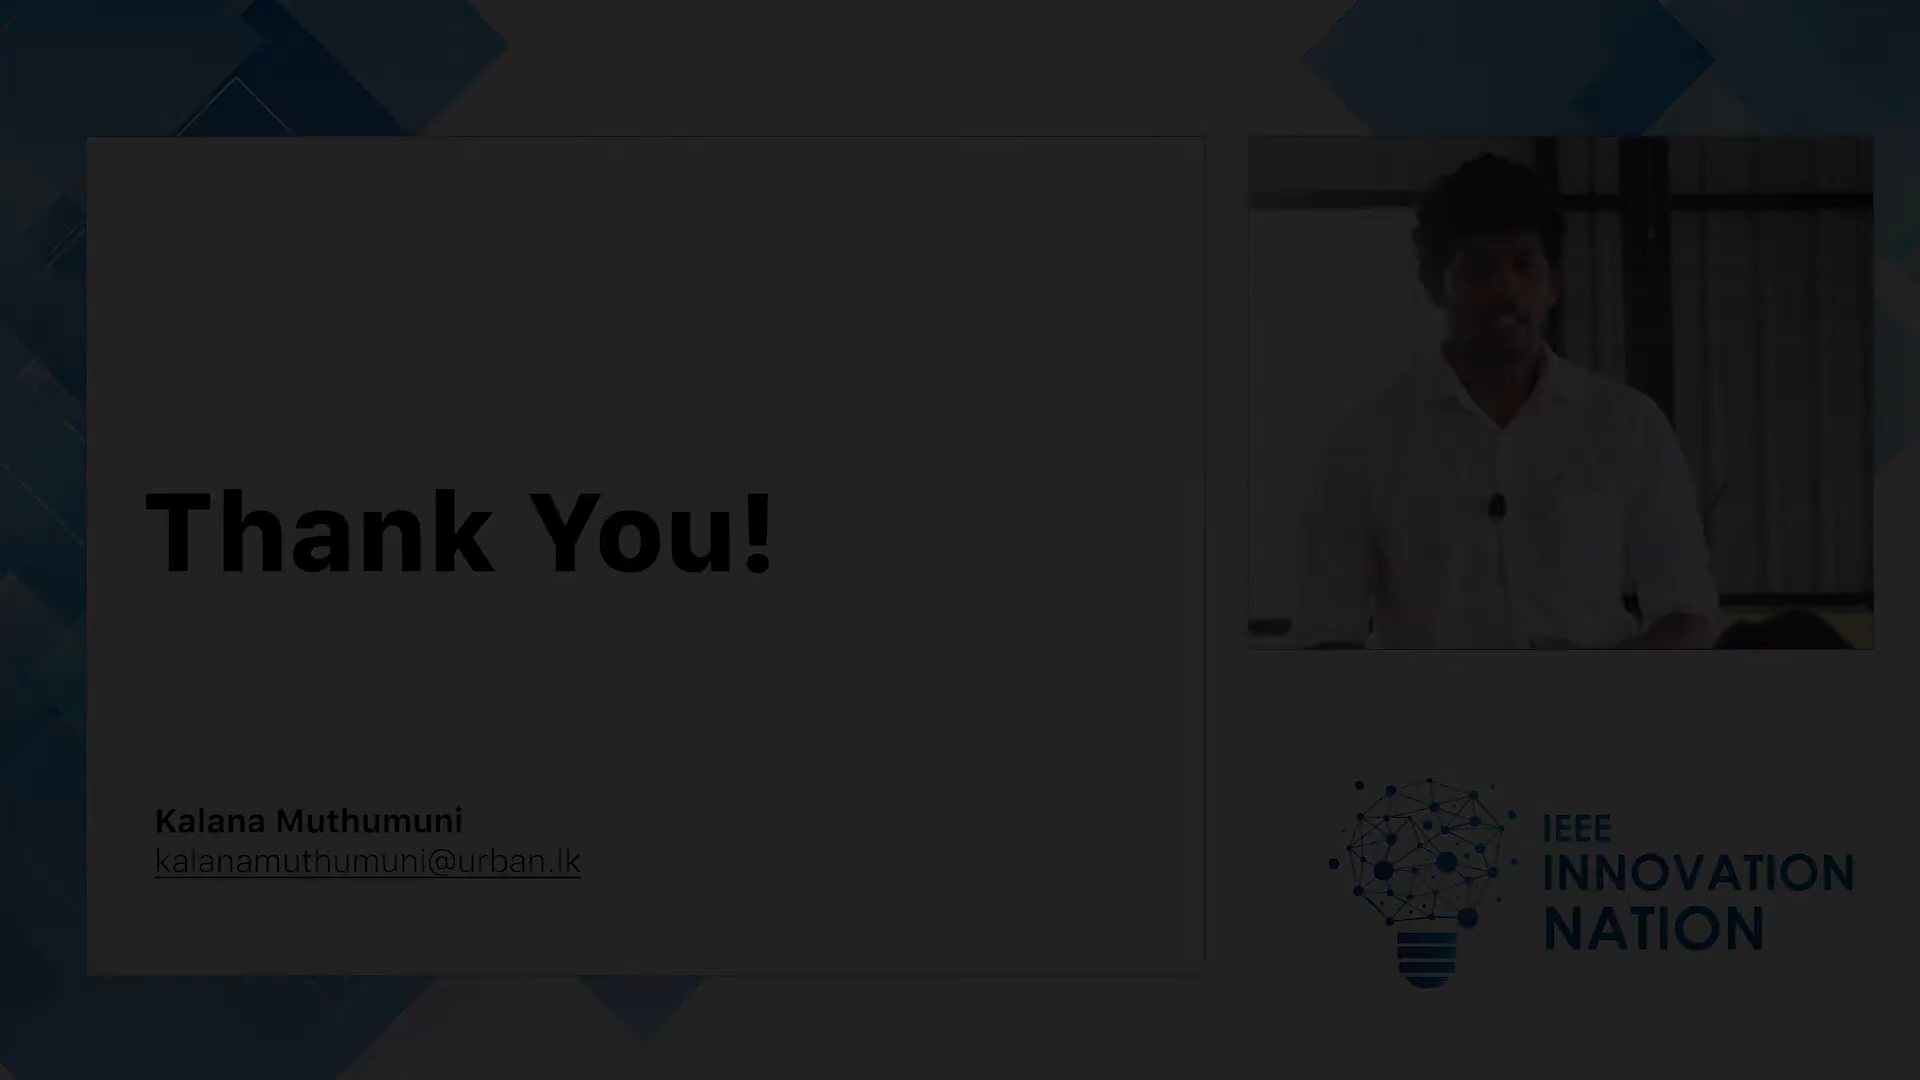 Thank You!
Kalana Muthumuni
kalanamuthumuni@urban.lk
IEEE
INNOVATION
NATION